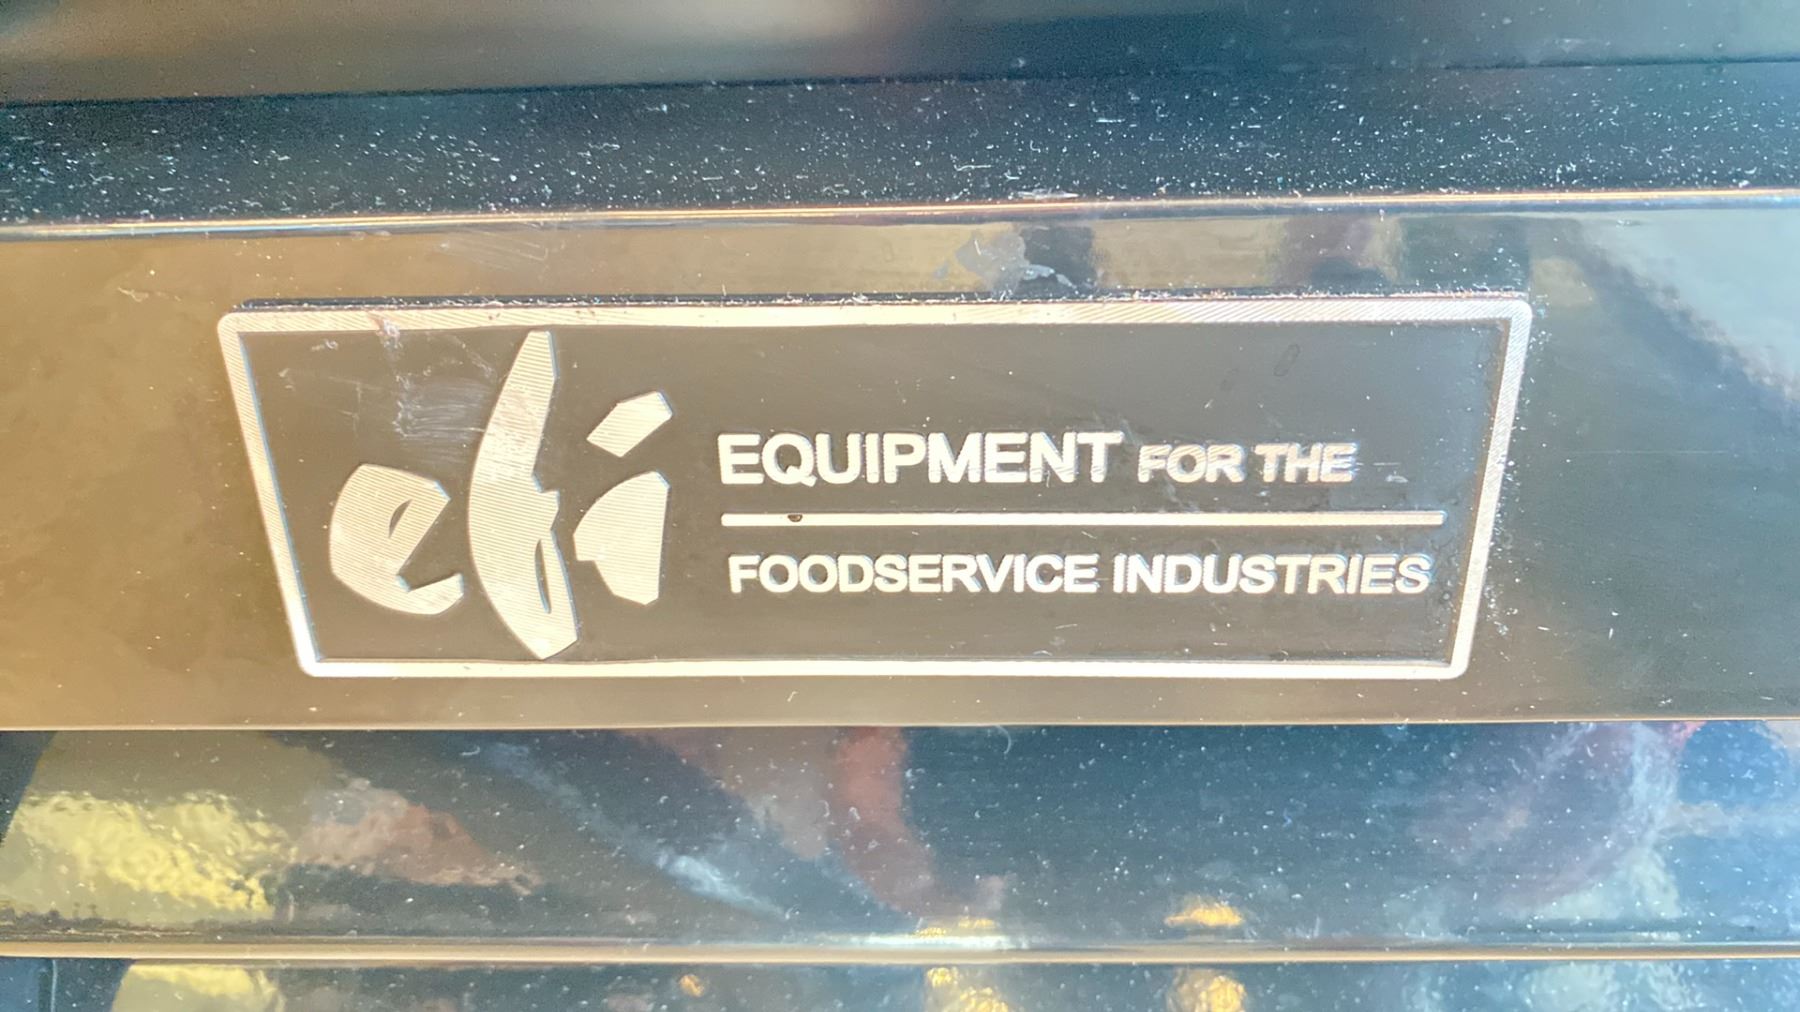 efi
EQUIPMENT FOR THE
FOODSERVICE INDUSTRIES